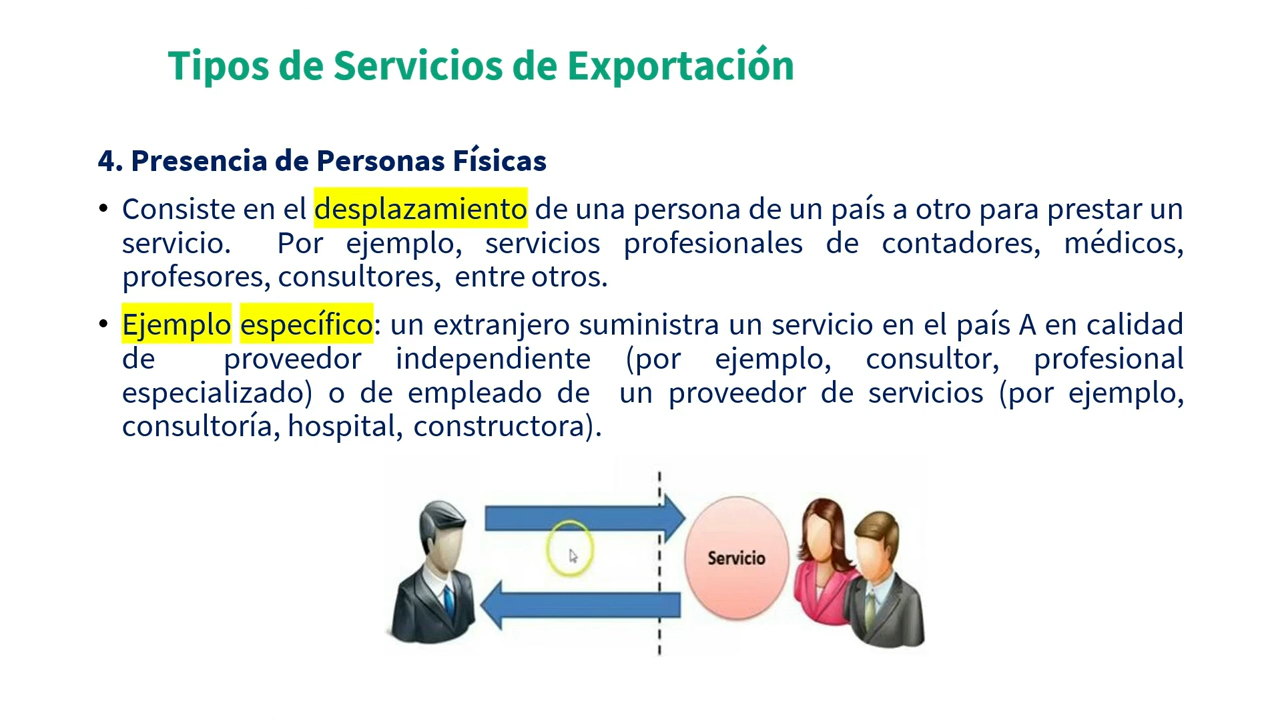 Tipos de Servicios de Exportación
4. Presencia de Personas Físicas
• Consiste en el desplazamiento de una persona de un país a otro para prestar un
servicio. Por ejemplo, servicios profesionales de contadores, médicos,
profesores, consultores, entre otros.
• Ejemplo específico: un extranjero suministra un servicio en el país A en calidad
de proveedor independiente (por ejemplo, consultor, profesional
especializado) o de empleado de un proveedor de servicios (por ejemplo,
consultoría, hospital, constructora).
Servicio